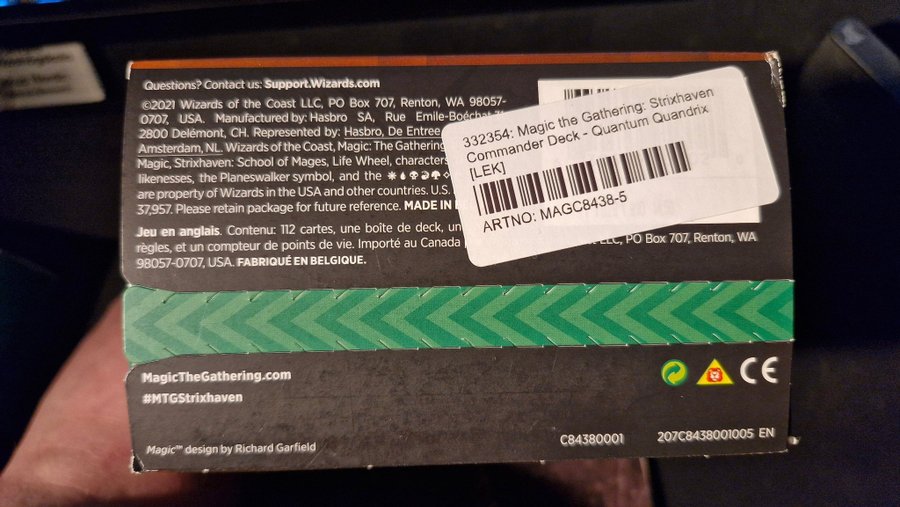 Questions? Contact us: Support.Wizards.com
©2021 Wizards of the Coast LLC, PO Box 707, Renton, WA 98057-
0707, USA. Manufactured by: Hasbro SA, Rue Emile-Boéchat
2800 Delémont, CH. Represented by: Hasbro, De Entree
Amsterdam, NL. Wizards of the Coast, Magic: The Gathering
Magic, Strixhaven: School of Mages, Life Wheel, characters
likenesses, the Planeswalker symbol, and the
are property of Wizards in the USA and other countries. U.S.
37,957. Please retain package for future reference. MADE IN
Jeu en anglais. Contenu: 112 cartes, une boîte de deck,
règles, et un compteur de points de vie. Importé au Canada PO Box 707, Renton, WA
98057-0707, USA. FABRIQUÉ EN BELGIQUE.
332354: Magic the Gathering: Strixhaven
Commander Deck - Quantum Quandrix
[LEK]
ARTNO: MAGC8438-5
MagicTheGathering.com
#MTGStrixhaven
CE
Magic™ design by Richard Garfield
C84380001
207C8438001005 EN